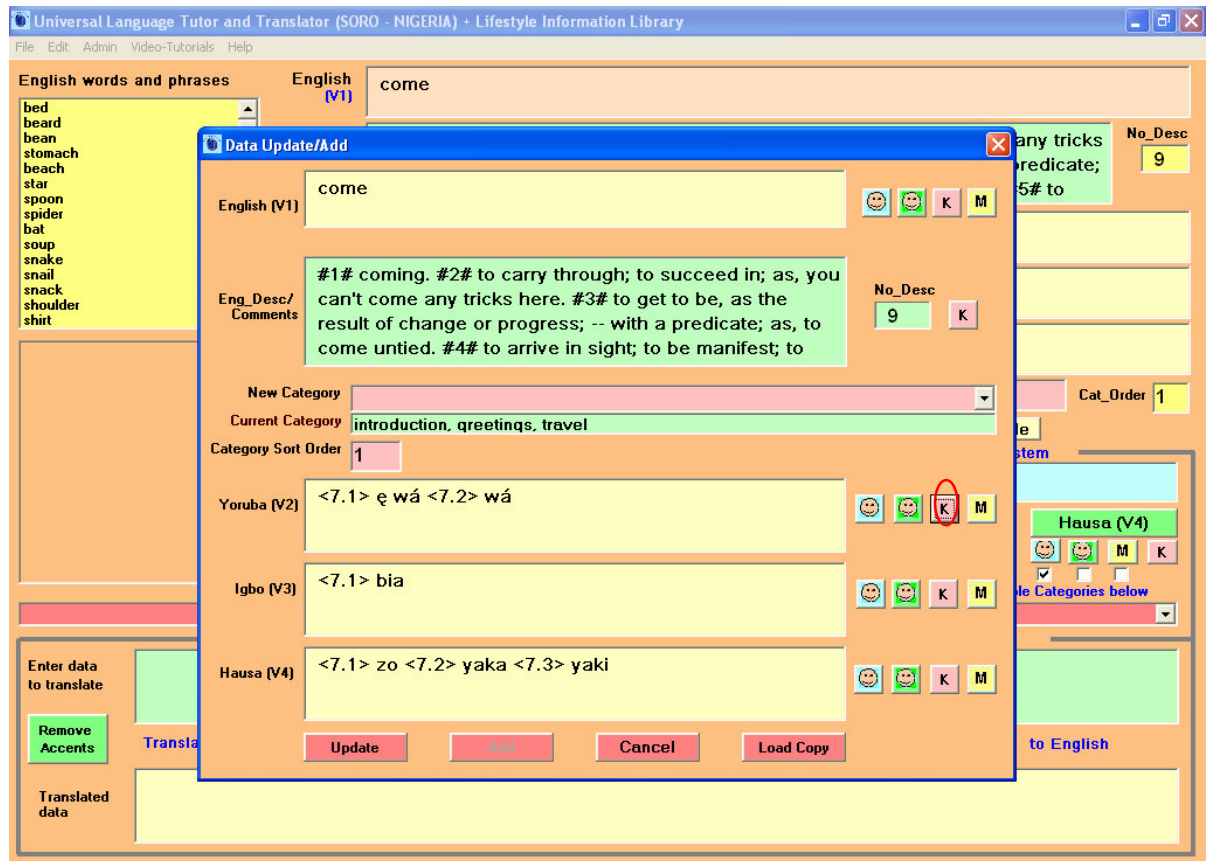 Universal Language Tutor and Translator (SORO - NIGERIA) + Lifestyle Information Library
File Edit Admin Video-Tutorials Help
English words and phrases
bed
beard
bean
stomach
beach
star
spoon
spider
bat
soup
snake
snail
snack
shoulder
shirt
English
(V1)
come
any tricks
predicate;
#5# to
No_Desc
9
Cat_Order 1
Hausa (V4)
M K
Categories below
Data Update/Add
English (V1)
come
K M
Eng_Desc/
Comments
#1# coming. #2# to carry through; to succeed in; as, you
can't come any tricks here. #3# to get to be, as the
result of change or progress; -- with a predicate; as, to
come untied. #4# to arrive in sight; to be manifest; to
No_Desc
9 K
New Category
Current Category introduction, greetings, travel
Category Sort Order 1
Yoruba (V2) <7.1> ẹ wá <7.2> wá
K M
Igbo (V3) <7.1> bia
K M
Hausa (V4) <7.1> zo <7.2> yaka <7.3> yaki
K M
Update Add Cancel Load Copy
Enter data
to translate
Remove
Accents
to English
Translated
data